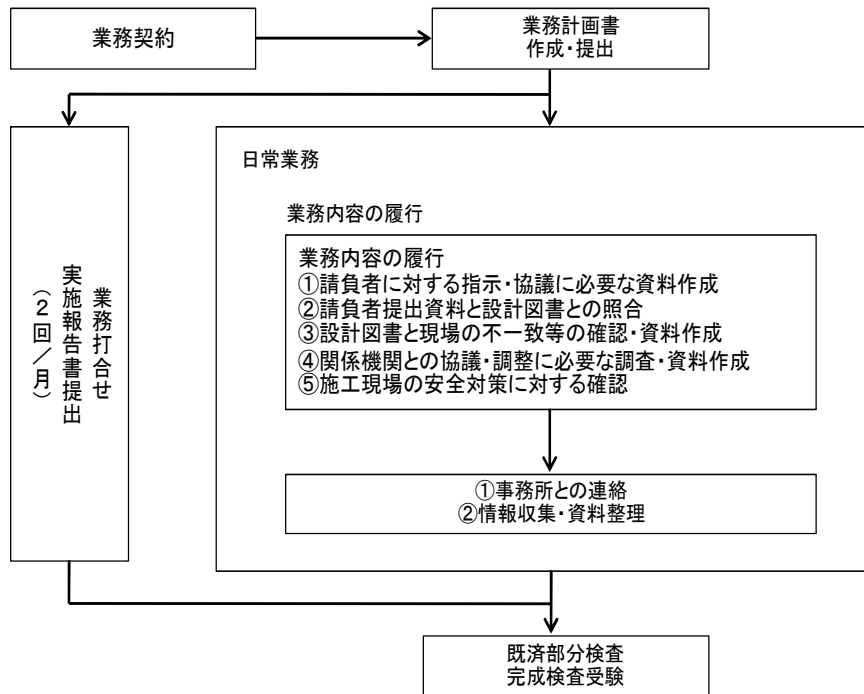 業務契約
業務計画書
作成・提出
業務打合せ
実施報告書提出
（２回／月）
日常業務
業務内容の履行
業務内容の履行
①請負者に対する指示・協議に必要な資料作成
②請負者提出資料と設計図書との照合
③設計図書と現場の不一致等の確認・資料作成
④関係機関との協議・調整に必要な調査・資料作成
⑤施工現場の安全対策に対する確認
①事務所との連絡
②情報収集・資料整理
既済部分検査
完成検査受験